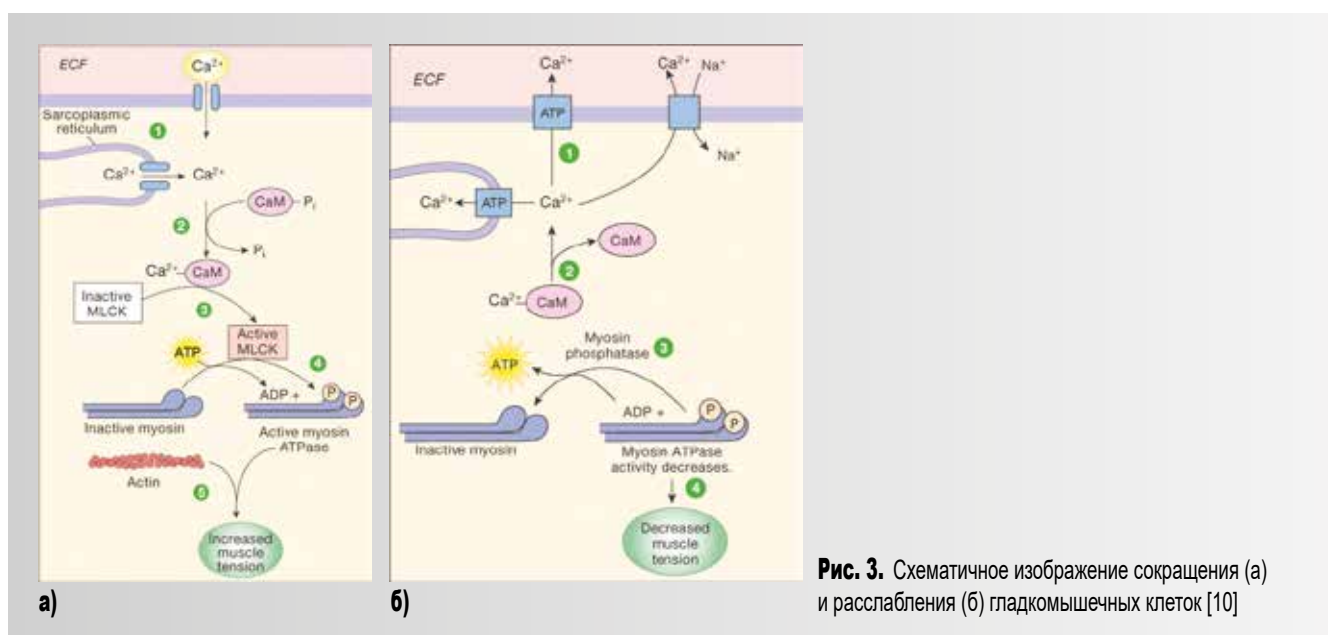 ECF
Ca²⁺
Sarcoplasmic
reticulum
1
Ca²⁺
Ca²⁺
CaM
Pᵢ
2
Pᵢ
Ca²⁺
CaM
Inactive
MLCK
3
Active
MLCK
ATP
4
ADP +
P
P
Inactive myosin
Active myosin
ATPase
Actin
5
Increased
muscle
tension
а)
ECF
Ca²⁺
Ca²⁺
Na⁺
ATP
1
Na⁺
Ca²⁺
ATP
Ca²⁺
CaM
2
Ca²⁺
CaM
Myosin
phosphatase
3
ATP
ADP +
P
P
Inactive myosin
Myosin ATPase
activity decreases.
4
Decreased
muscle
tension
б)
Рис. 3. Схематичное изображение сокращения (а)
и расслабления (б) гладкомышечных клеток [10]